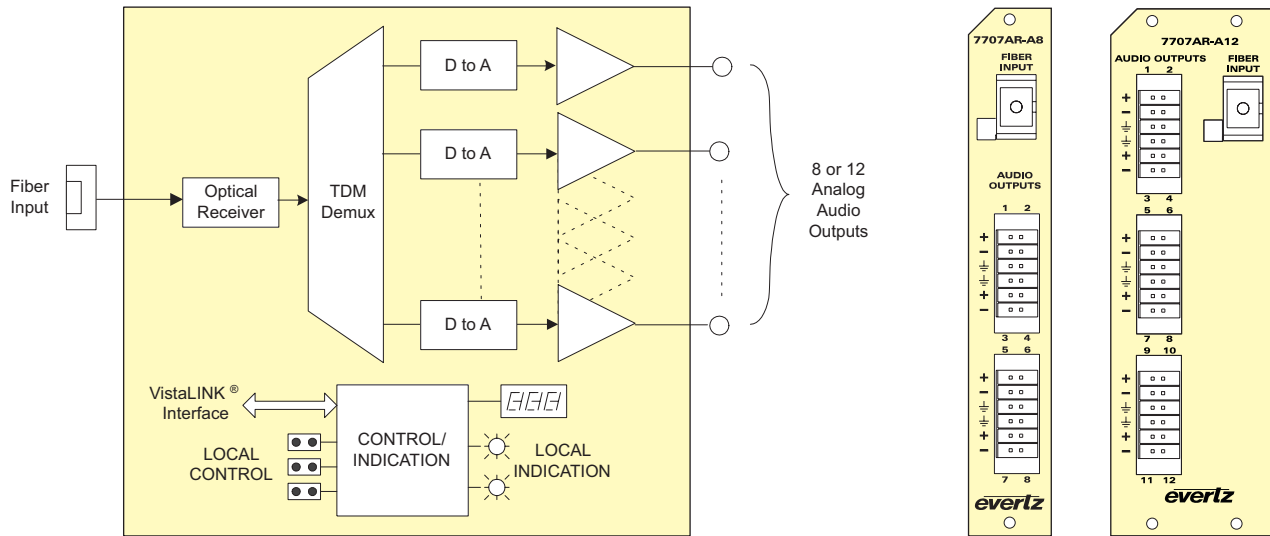 Fiber
Input
Optical
Receiver
TDM
Demux
D to A
D to A
D to A
8 or 12
Analog
Audio
Outputs
VistaLINK ®
Interface
LOCAL
CONTROL
CONTROL/
INDICATION
LOCAL
INDICATION
7707AR-A8
FIBER
INPUT
AUDIO
OUTPUTS
1 2
+
−
+
−
3 4
5 6
+
−
+
−
7 8
evertz
7707AR-A12
AUDIO OUTPUTS
1 2
FIBER
INPUT
+
−
+
−
3 4
5 6
+
−
+
−
7 8
9 10
+
−
+
−
11 12
evertz